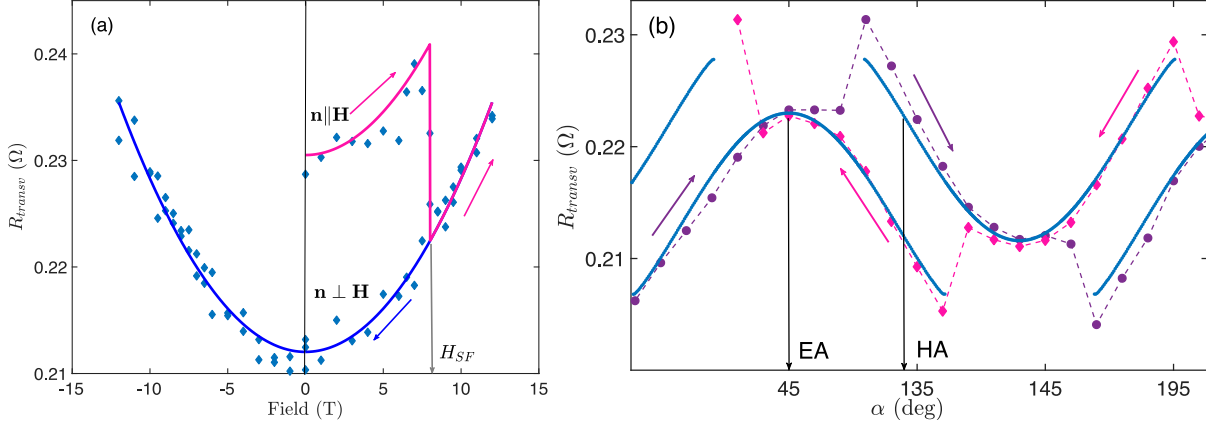 (a)
0.24
0.23
0.22
0.21
R_transv (Ω)
n||H
n ⊥ H
H_SF
-15
-10
-5
0
5
10
15
Field (T)
(b)
0.23
0.22
0.21
R_transv (Ω)
EA
HA
45
135
145
195
α (deg)